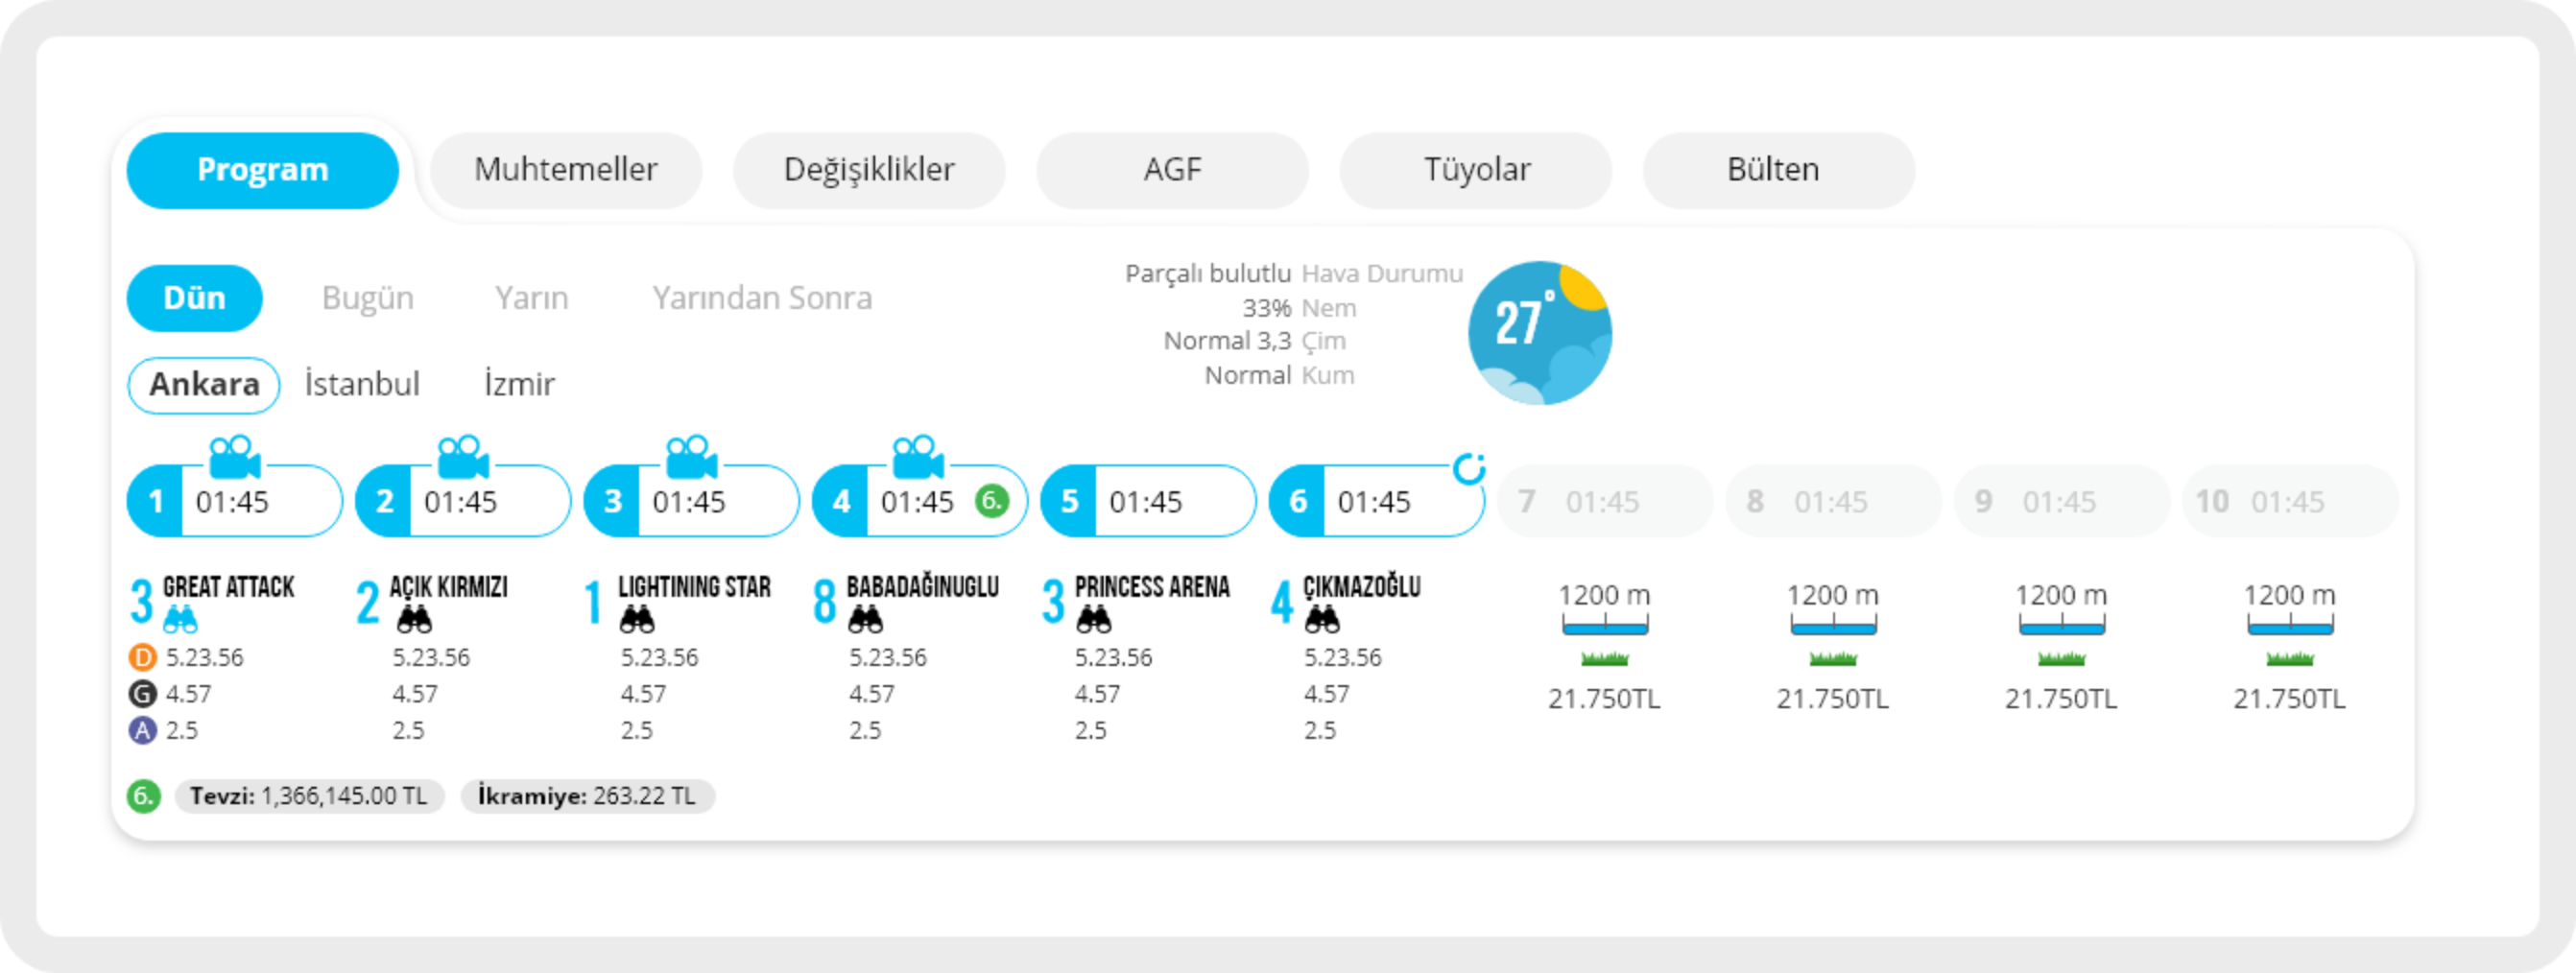 Program Muhtemeller Değişiklikler AGF Tüyolar Bülten
Dün Bugün Yarın Yarından Sonra
Parçalı bulutlu Hava Durumu
33% Nem
Normal 3,3 Çim
Normal Kum
27°
Ankara İstanbul İzmir
1 01:45 2 01:45 3 01:45 4 01:45 6. 5 01:45 6 01:45 7 01:45 8 01:45 9 01:45 10 01:45
3 GREAT ATTACK 2 AÇIK KIRMIZI 1 LIGHTINING STAR 8 BABADAĞINUGLU 3 PRINCESS ARENA 4 ÇIKMAZOĞLU 1200 m 1200 m 1200 m 1200 m
D 5.23.56 5.23.56 5.23.56 5.23.56 5.23.56 5.23.56
G 4.57 4.57 4.57 4.57 4.57 4.57 21.750TL 21.750TL 21.750TL 21.750TL
A 2.5 2.5 2.5 2.5 2.5 2.5
6. Tevzi: 1,366,145.00 TL İkramiye: 263.22 TL